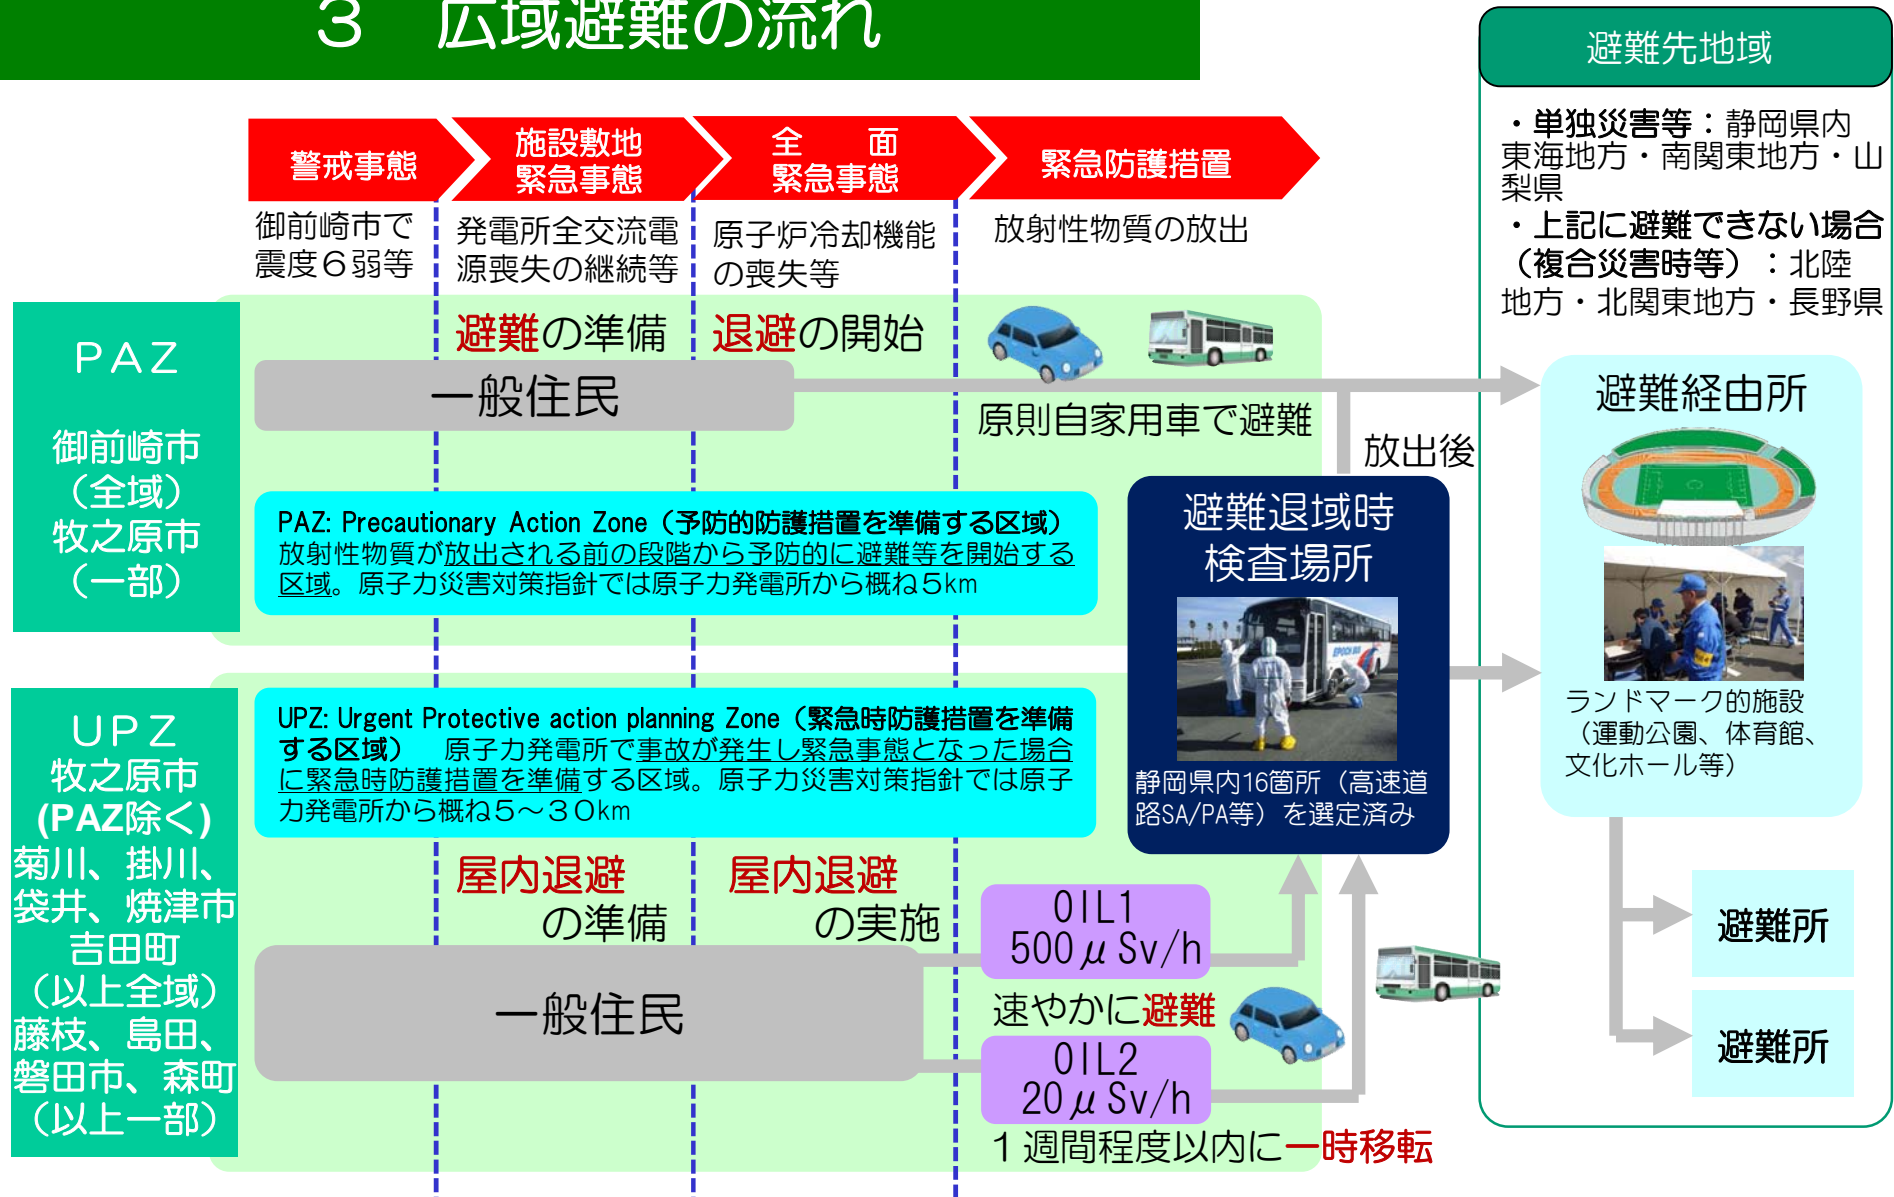 ３　広域避難の流れ
避難先地域
・単独災害等：静岡県内
東海地方・南関東地方・山
梨県
・上記に避難できない場合
（複合災害時等）：北陸
地方・北関東地方・長野県
警戒事態
施設敷地
緊急事態
全　面
緊急事態
緊急防護措置
御前崎市で
震度６弱等
発電所全交流電
源喪失の継続等
原子炉冷却機能
の喪失等
放射性物質の放出
ＰＡＺ
御前崎市
（全域）
牧之原市
（一部）
避難の準備
退避の開始
一般住民
原則自家用車で避難
放出後
PAZ: Precautionary Action Zone（予防的防護措置を準備する区域）
放射性物質が放出される前の段階から予防的に避難等を開始する
区域。原子力災害対策指針では原子力発電所から概ね５km
避難退域時
検査場所
EPOCH BUS
静岡県内16箇所（高速道
路SA/PA等）を選定済み
避難経由所
ランドマーク的施設
（運動公園、体育館、
文化ホール等）
避難所
避難所
ＵＰＺ
牧之原市
(PAZ除く)
菊川、掛川、
袋井、焼津市
吉田町
（以上全域）
藤枝、島田、
磐田市、森町
（以上一部）
UPZ: Urgent Protective action planning Zone（緊急時防護措置を準備
する区域）　原子力発電所で事故が発生し緊急事態となった場合
に緊急時防護措置を準備する区域。原子力災害対策指針では原子
力発電所から概ね５～３０km
屋内退避
の準備
屋内退避
の実施
一般住民
OIL1
500μSv/h
速やかに避難
OIL2
20μSv/h
１週間程度以内に一時移転